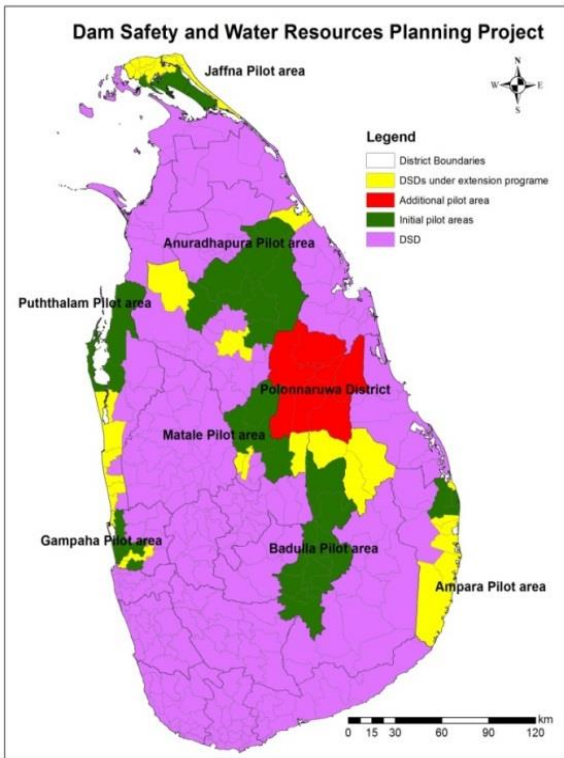 Dam Safety and Water Resources Planning Project
Jaffna Pilot area
N
W E
S
Legend
District Boundaries
DSDs under extension programe
Additional pilot area
Initial pilot areas
DSD
Anuradhapura Pilot area
Puththalam Pilot area
Polonnaruwa District
Matale Pilot area
Gampaha Pilot area
Badulla Pilot area
Ampara Pilot area
km
0 15 30 60 90 120